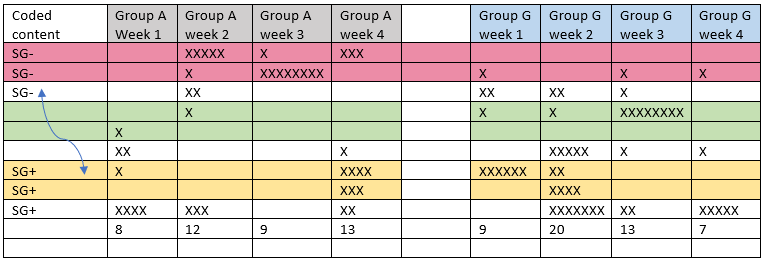 Coded content Group A Week 1 Group A week 2 Group A week 3 Group A week 4 Group G week 1 Group G week 2 Group G week 3 Group G week 4
SG- XXXXX X XXX
SG- X XXXXXXXX X X X
SG- XX XX XX X
X X X XXXXXXXX
X
XX X XXXXX X X
SG+ X XXXX XXXXXX XX
SG+ XXX XXXX
SG+ XXXX XXX XX XXXXXXX XX XXXXX
8 12 9 13 9 20 13 7